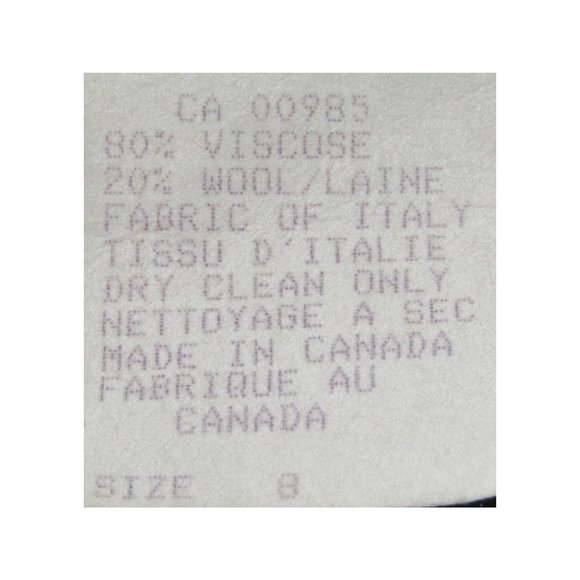 CA 00985
80% VISCOSE
20% WOOL/LAINE
FABRIC OF ITALY
TISSU D'ITALIE
DRY CLEAN ONLY
NETTOYAGE A SEC
MADE IN CANADA
FABRIQUE AU
CANADA
SIZE 8